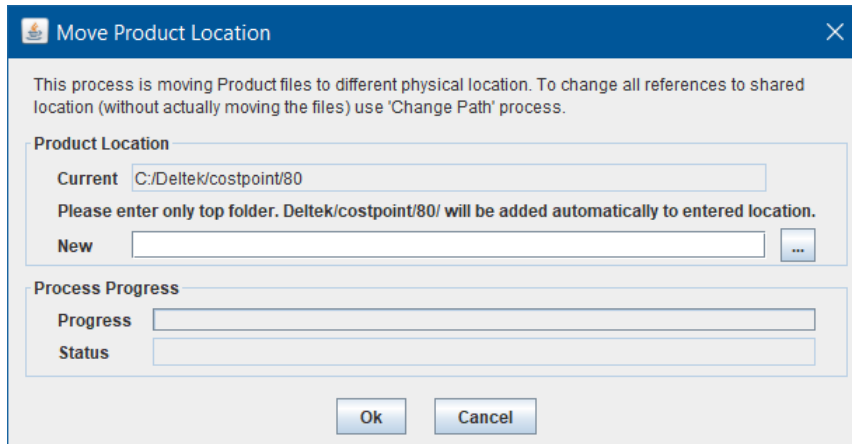 Move Product Location
This process is moving Product files to different physical location. To change all references to shared
location (without actually moving the files) use 'Change Path' process.
Product Location
Current C:/Deltek/costpoint/80
Please enter only top folder. Deltek/costpoint/80/ will be added automatically to entered location.
New ...
Process Progress
Progress
Status
Ok Cancel